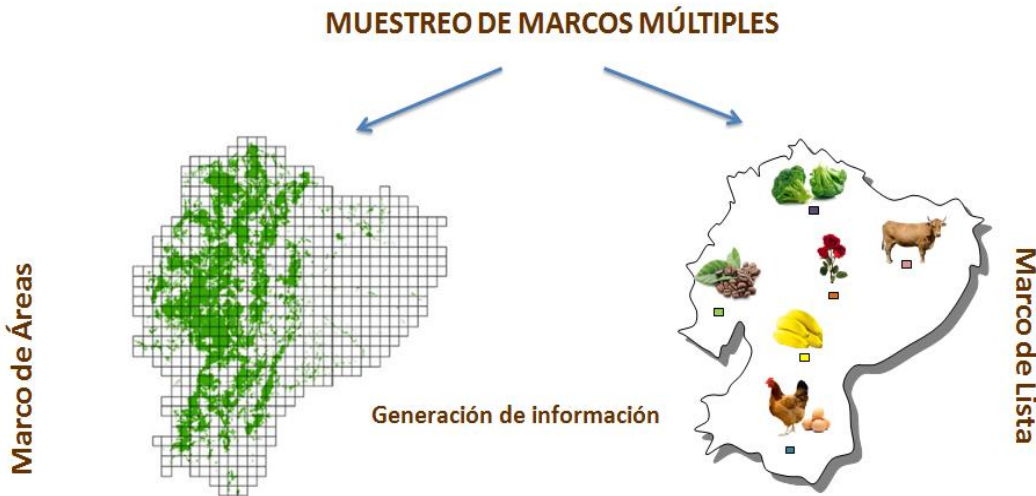 MUESTREO DE MARCOS MÚLTIPLES
Marco de Áreas
Generación de información
Marco de Lista